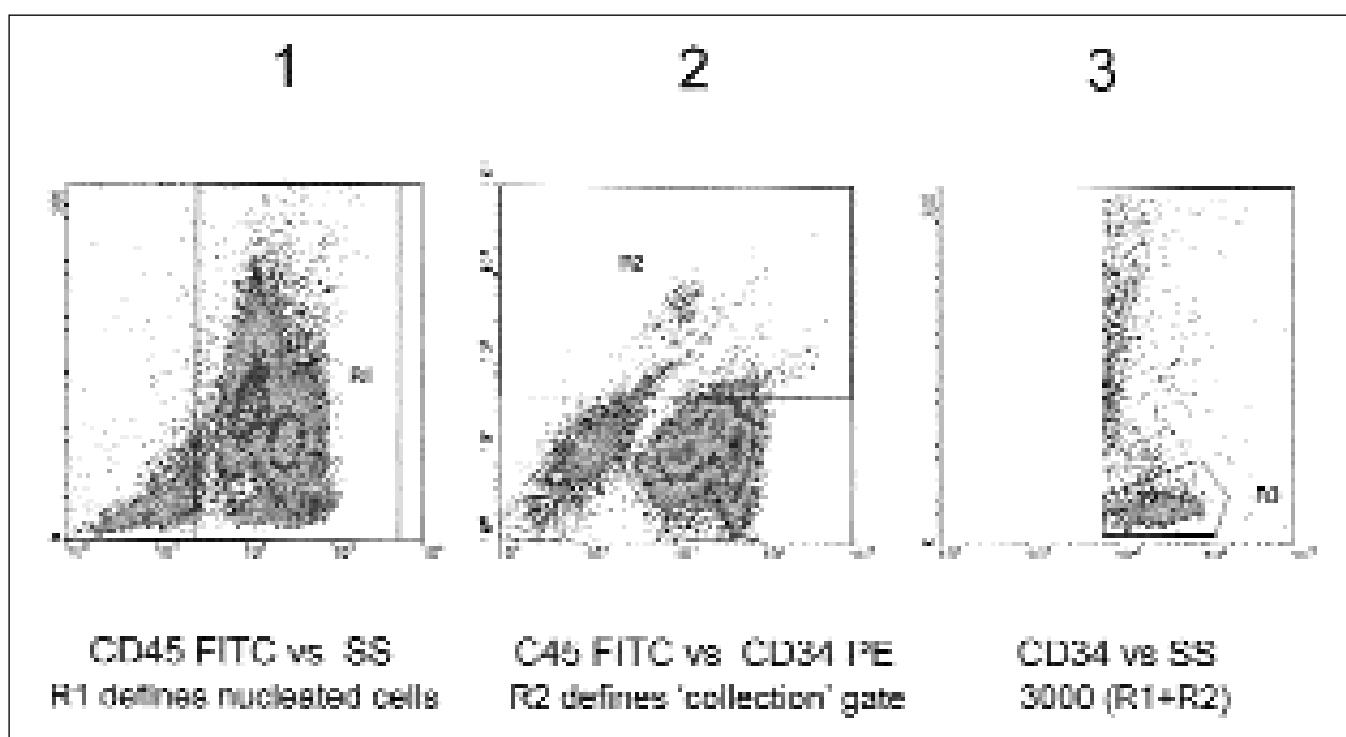 1
2
3
R1
R2
R3
CD45 FITC vs SS
R1 defines nucleated cells
C45 FITC vs CD34 PE
R2 defines 'collection' gate
CD34 vs SS
3000 (R1+R2)